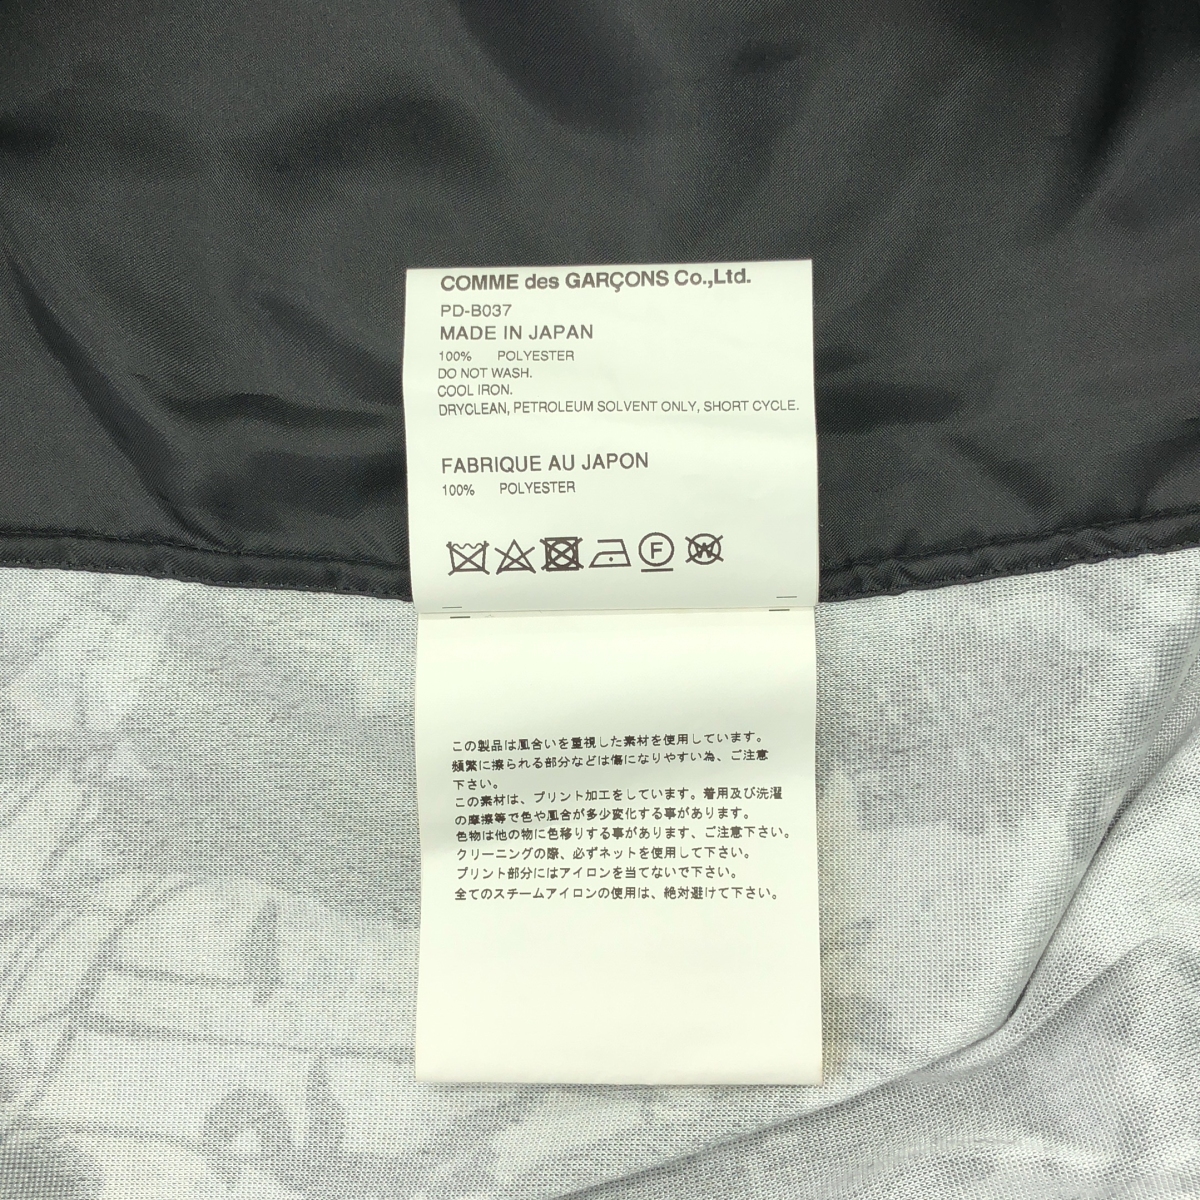 COMME des GARÇONS Co.,Ltd.
PD-B037
MADE IN JAPAN
100% POLYESTER
DO NOT WASH.
COOL IRON.
DRYCLEAN, PETROLEUM SOLVENT ONLY, SHORT CYCLE.
FABRIQUE AU JAPON
100% POLYESTER
F
W
この製品は風合いを重視した素材を使用しています。
頻繁に擦られる部分などは傷になりやすい為、ご注意
下さい。
この素材は、プリント加工をしています。着用及び洗濯
の摩擦等で色や風合が多少変化する事があります。
色物は他の物に色移りする事があります、ご注意下さい。
クリーニングの際、必ずネットを使用して下さい。
プリント部分にはアイロンを当てないで下さい。
全てのスチームアイロンの使用は、絶対避けて下さい。